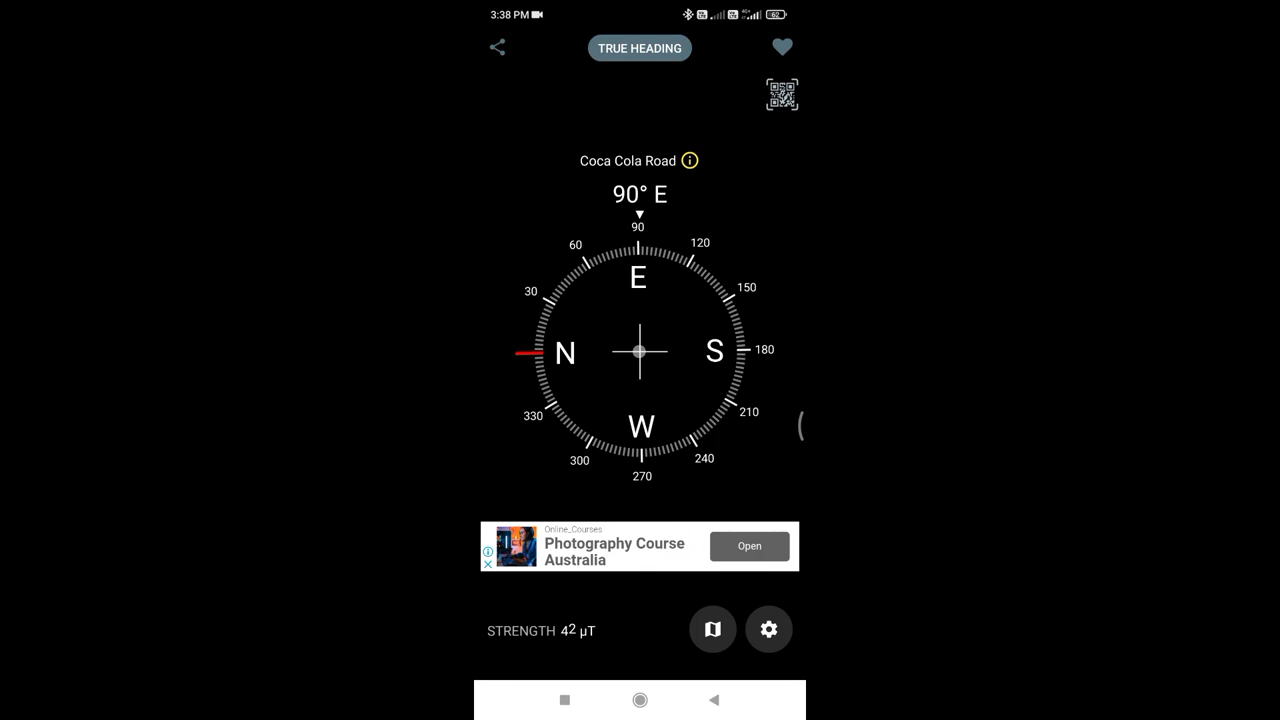 3:38 PM
62
TRUE HEADING
Coca Cola Road
90° E
90
60
120
E
30
150
N
S
180
330
W
210
300
240
270
Online_Courses
Photography Course
Australia
Open
STRENGTH 42 µT